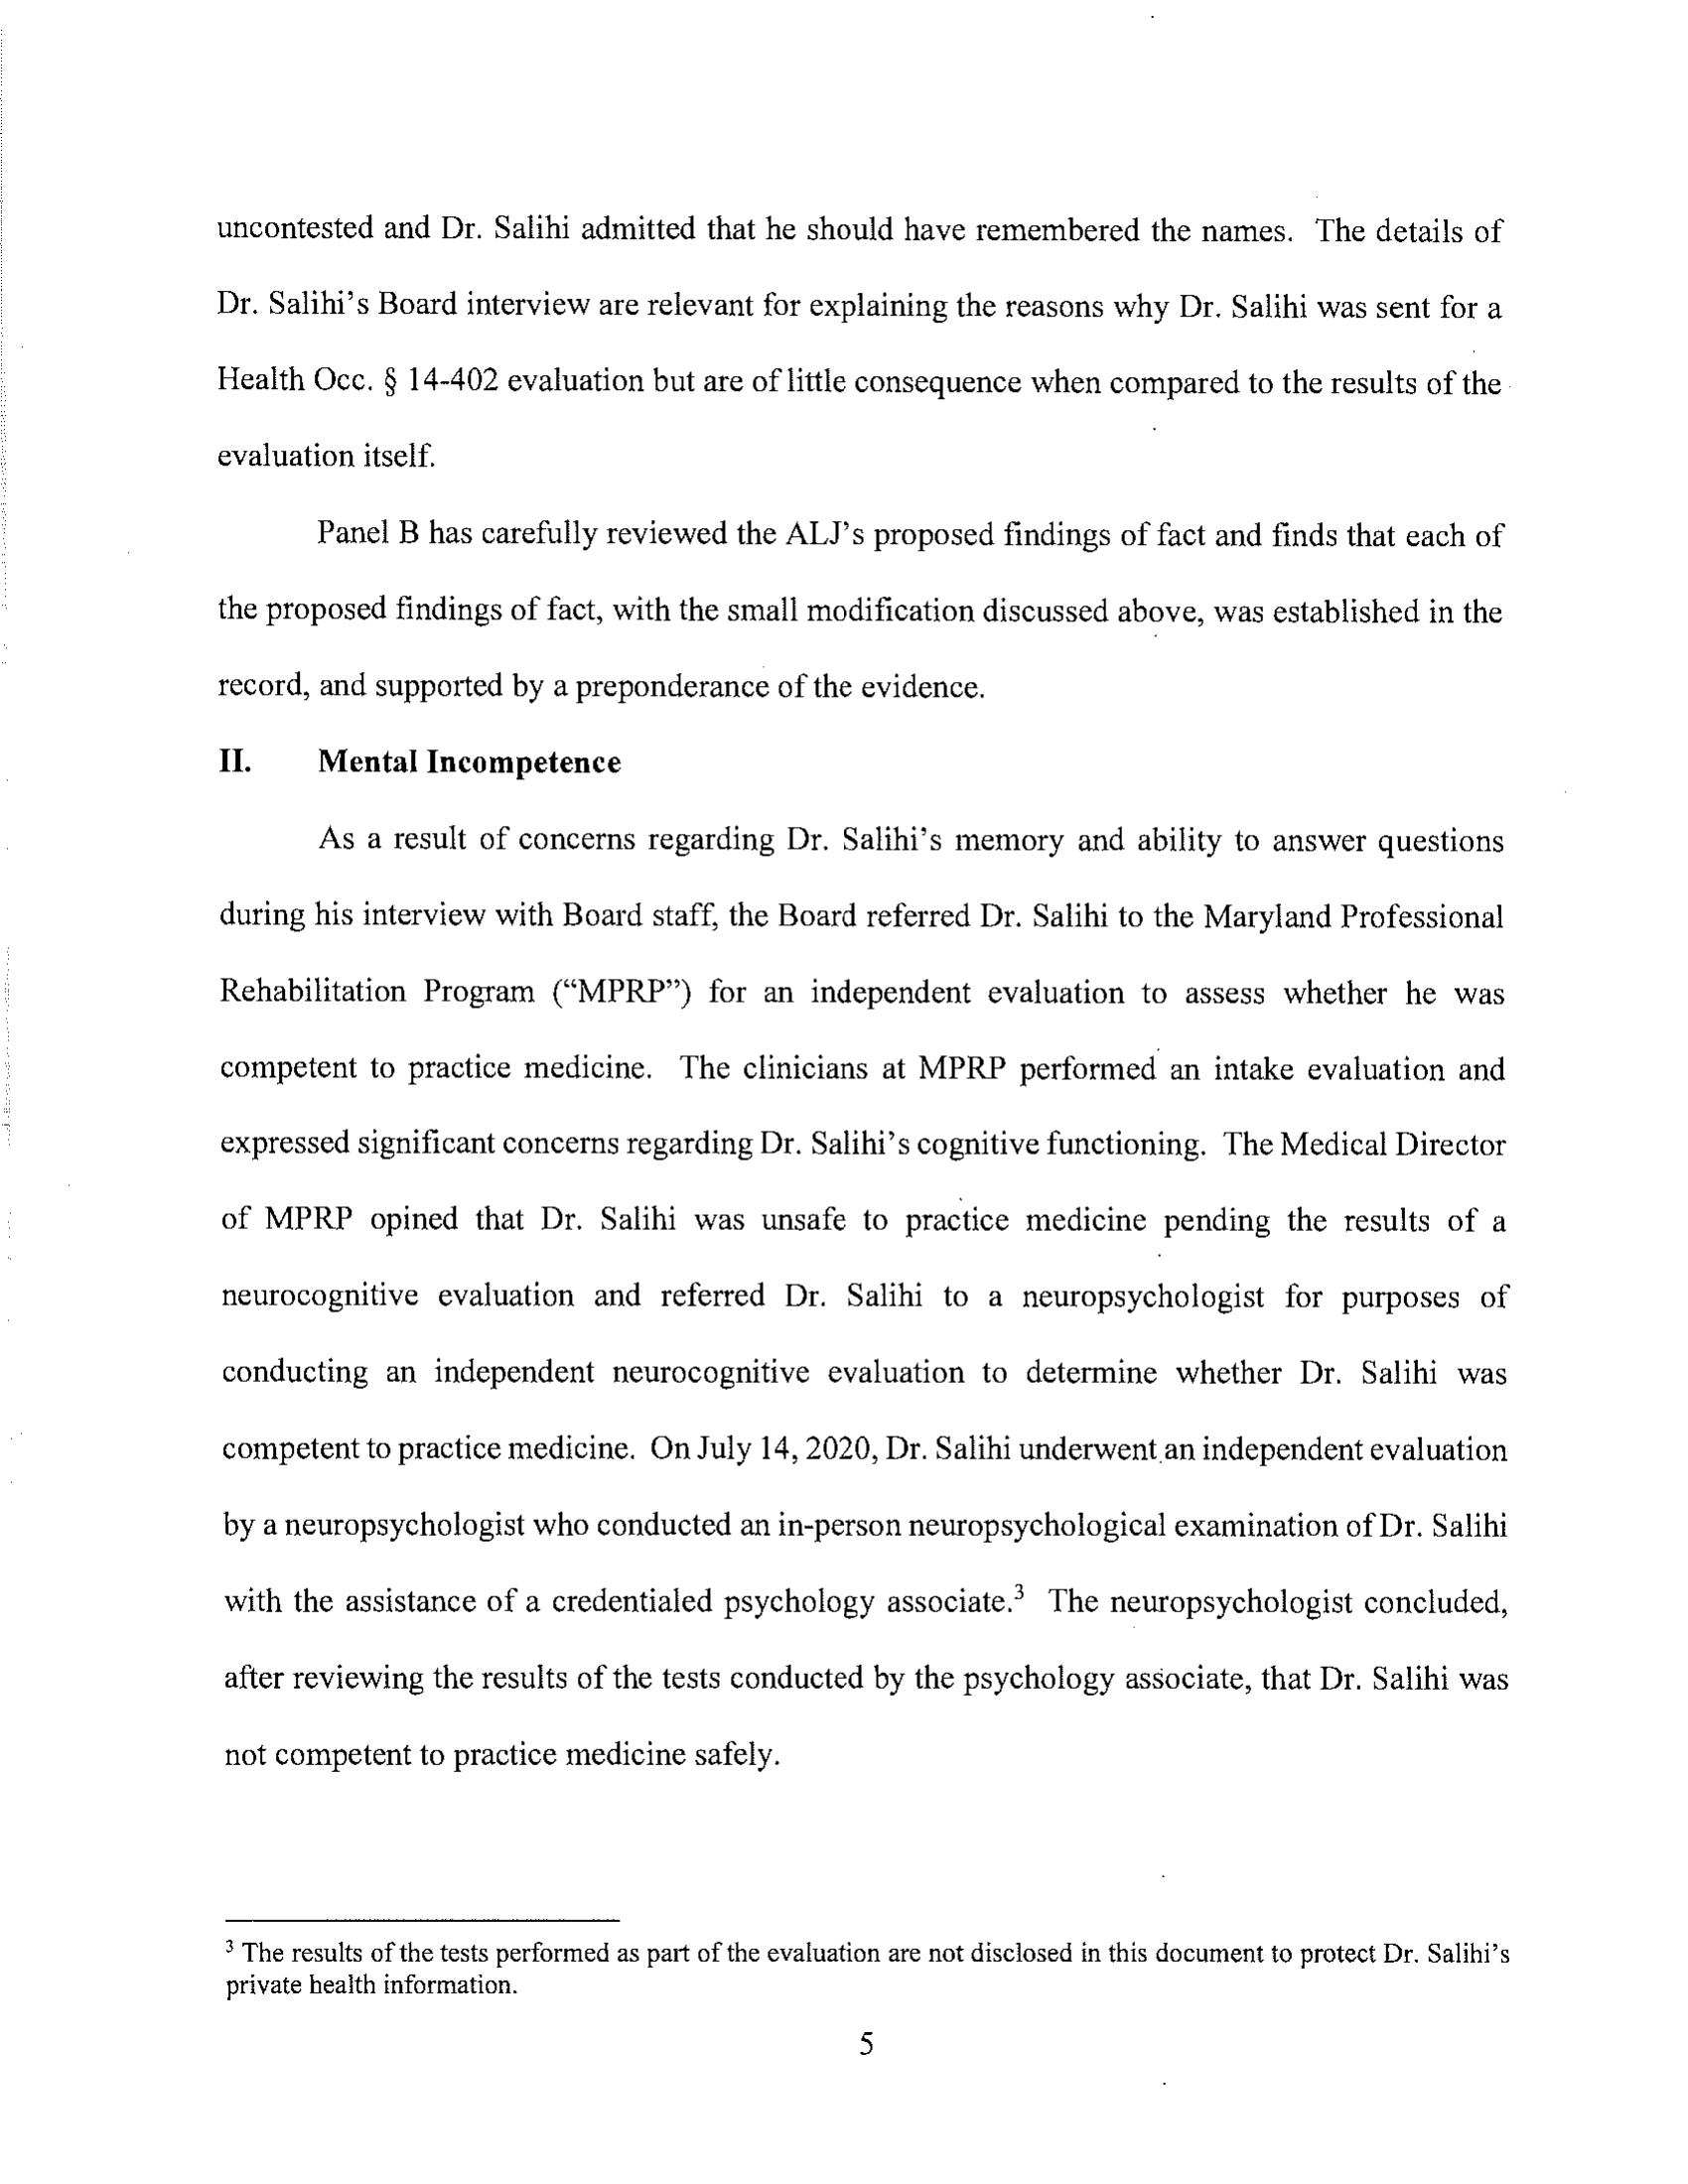 uncontested and Dr. Salihi admitted that he should have remembered the names. The details of
Dr. Salihi's Board interview are relevant for explaining the reasons why Dr. Salihi was sent for a
Health Occ. § 14-402 evaluation but are of little consequence when compared to the results of the
evaluation itself.
Panel B has carefully reviewed the ALJ's proposed findings of fact and finds that each of
the proposed findings of fact, with the small modification discussed above, was established in the
record, and supported by a preponderance of the evidence.
II. Mental Incompetence
As a result of concerns regarding Dr. Salihi's memory and ability to answer questions
during his interview with Board staff, the Board referred Dr. Salihi to the Maryland Professional
Rehabilitation Program (“MPRP”) for an independent evaluation to assess whether he was
competent to practice medicine. The clinicians at MPRP performed an intake evaluation and
expressed significant concerns regarding Dr. Salihi's cognitive functioning. The Medical Director
of MPRP opined that Dr. Salihi was unsafe to practice medicine pending the results of a
neurocognitive evaluation and referred Dr. Salihi to a neuropsychologist for purposes of
conducting an independent neurocognitive evaluation to determine whether Dr. Salihi was
competent to practice medicine. On July 14, 2020, Dr. Salihi underwent an independent evaluation
by a neuropsychologist who conducted an in-person neuropsychological examination of Dr. Salihi
with the assistance of a credentialed psychology associate.³ The neuropsychologist concluded,
after reviewing the results of the tests conducted by the psychology associate, that Dr. Salihi was
not competent to practice medicine safely.
³ The results of the tests performed as part of the evaluation are not disclosed in this document to protect Dr. Salihi's
private health information.
5